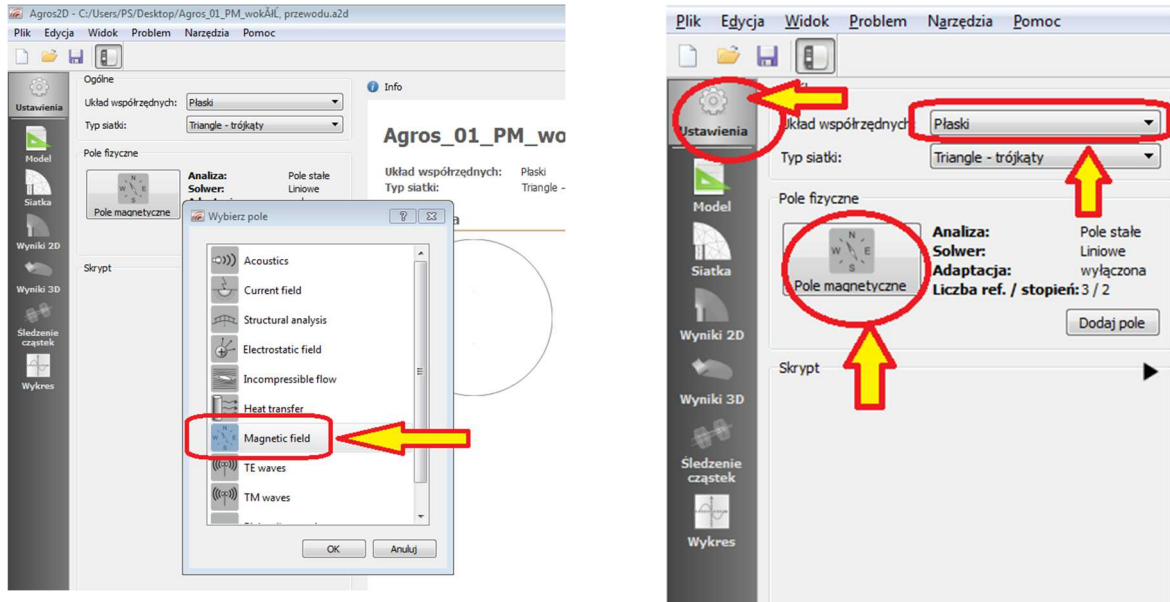 Agros2D - C:/Users/PS/Desktop/Agros_01_PM_wokÅ‚Ĺ, przewodu.a2d
Plik Edycja Widok Problem Narzędzia Pomoc
Ustawienia
Model
Siatka
Wyniki 2D
Wyniki 3D
Śledzenie
cząstek
Wykres
Ogólne
Układ współrzędnych: Płaski
Typ siatki: Triangle - trójkąty
Pole fizyczne
Pole magnetyczne
Analiza: Pole stałe
Solwer: Liniowe
Skrypt
Info
Agros_01_PM_wo
Układ współrzędnych: Płaski
Typ siatki: Triangle -
a
Wybierz pole
Acoustics
Current field
Structural analysis
Electrostatic field
Incompressible flow
Heat transfer
N W E S Magnetic field
TE waves
TM waves
OK Anuluj
Plik Edycja Widok Problem Narzędzia Pomoc
Ustawienia
Model
Siatka
Wyniki 2D
Wyniki 3D
Śledzenie
cząstek
Wykres
Układ współrzędnych Płaski
Typ siatki: Triangle - trójkąty
Pole fizyczne
N
W E
S
Pole magnetyczne
Analiza: Pole stałe
Solwer: Liniowe
Adaptacja: wyłączona
Liczba ref. / stopień: 3 / 2
Dodaj pole
Skrypt